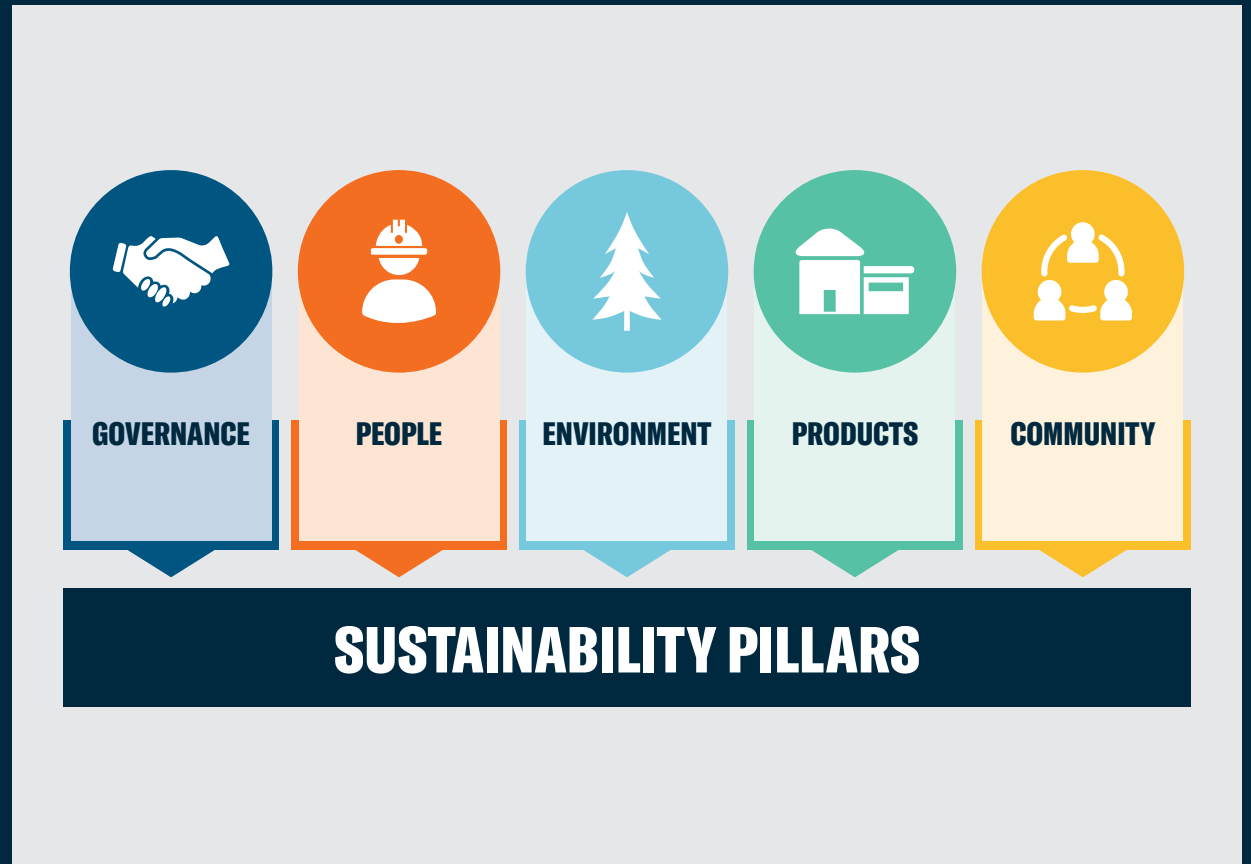 GOVERNANCE
PEOPLE
ENVIRONMENT
PRODUCTS
COMMUNITY
SUSTAINABILITY PILLARS